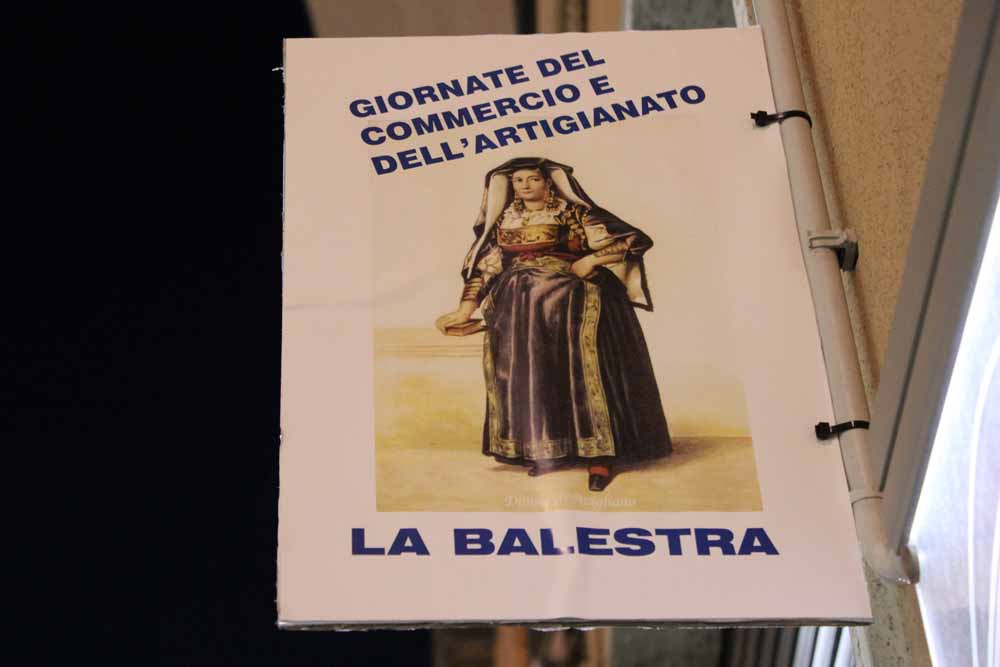 GIORNATE DEL
COMMERCIO E
DELL'ARTIGIANATO
LA BALESTRA